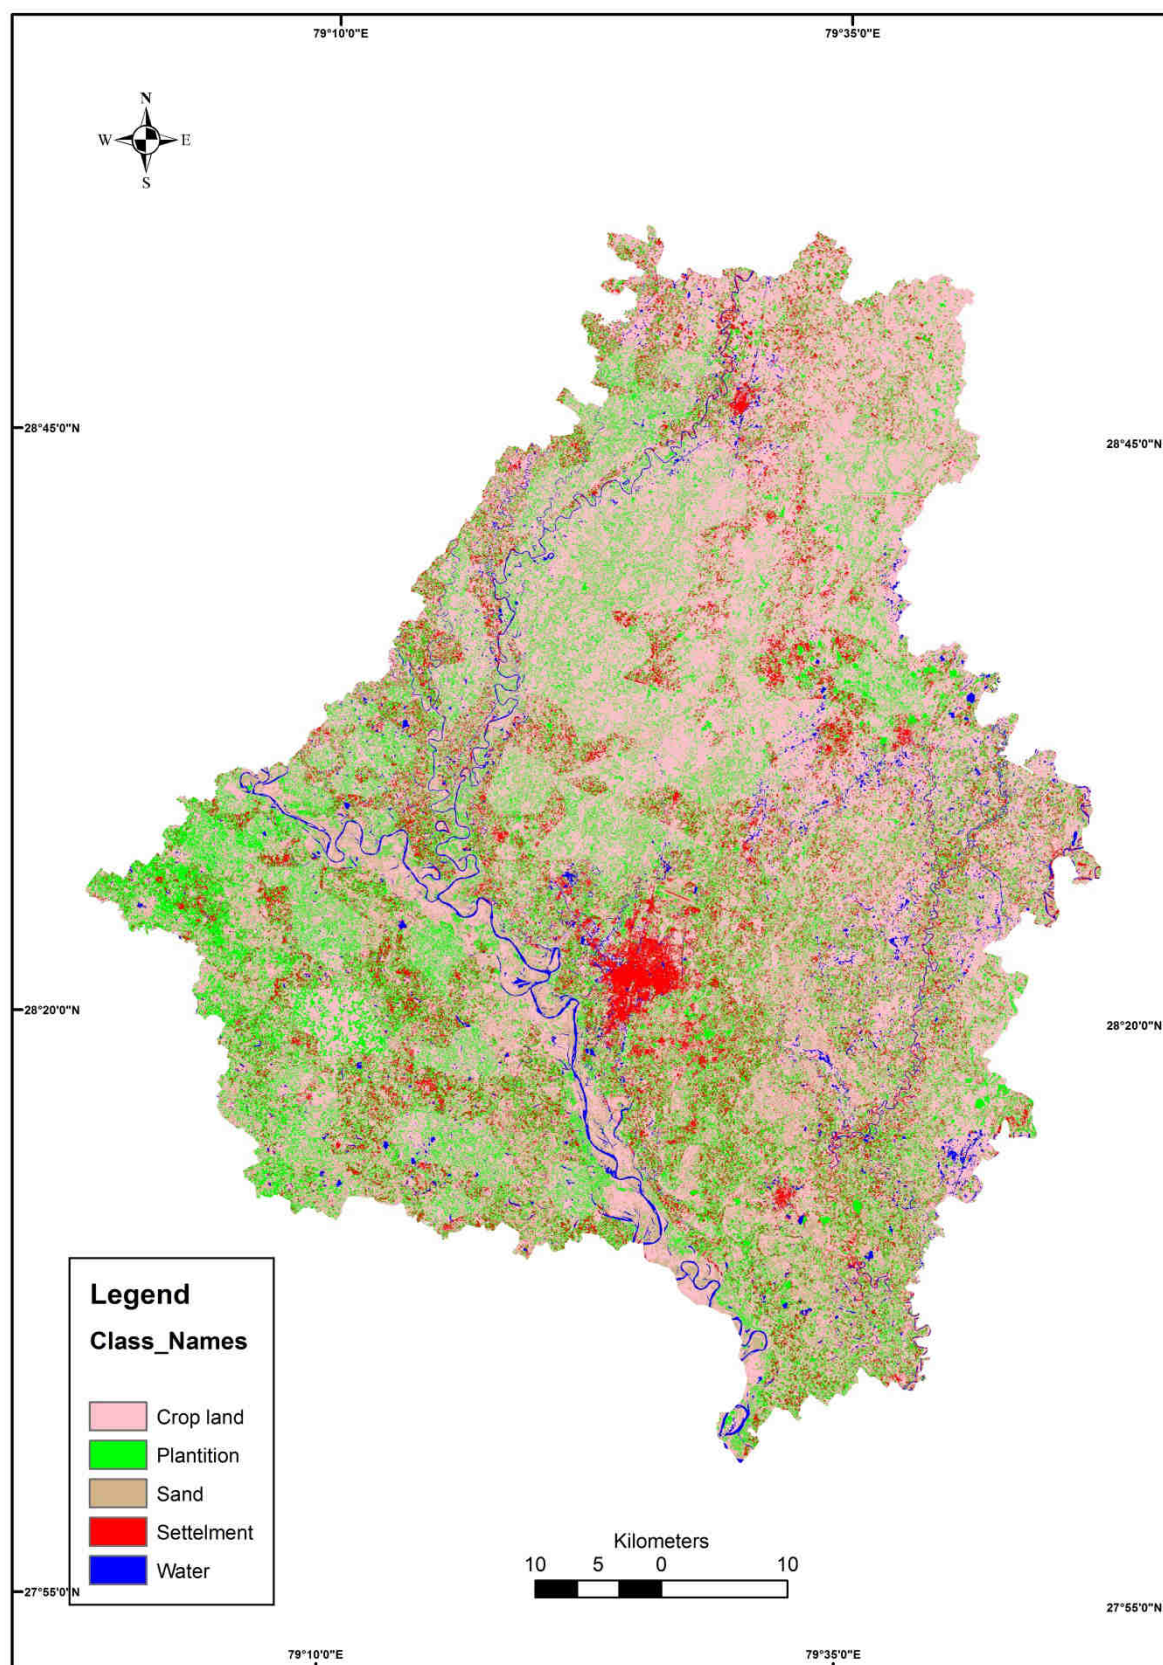 79°10'0"E 79°35'0"E
N
W E
S
28°45'0"N 28°45'0"N
28°20'0"N 28°20'0"N
Legend
Class_Names
Crop land
Plantition
Sand
Settelment
Water
Kilometers
10 5 0 10
27°55'0"N 27°55'0"N
79°10'0"E 79°35'0"E